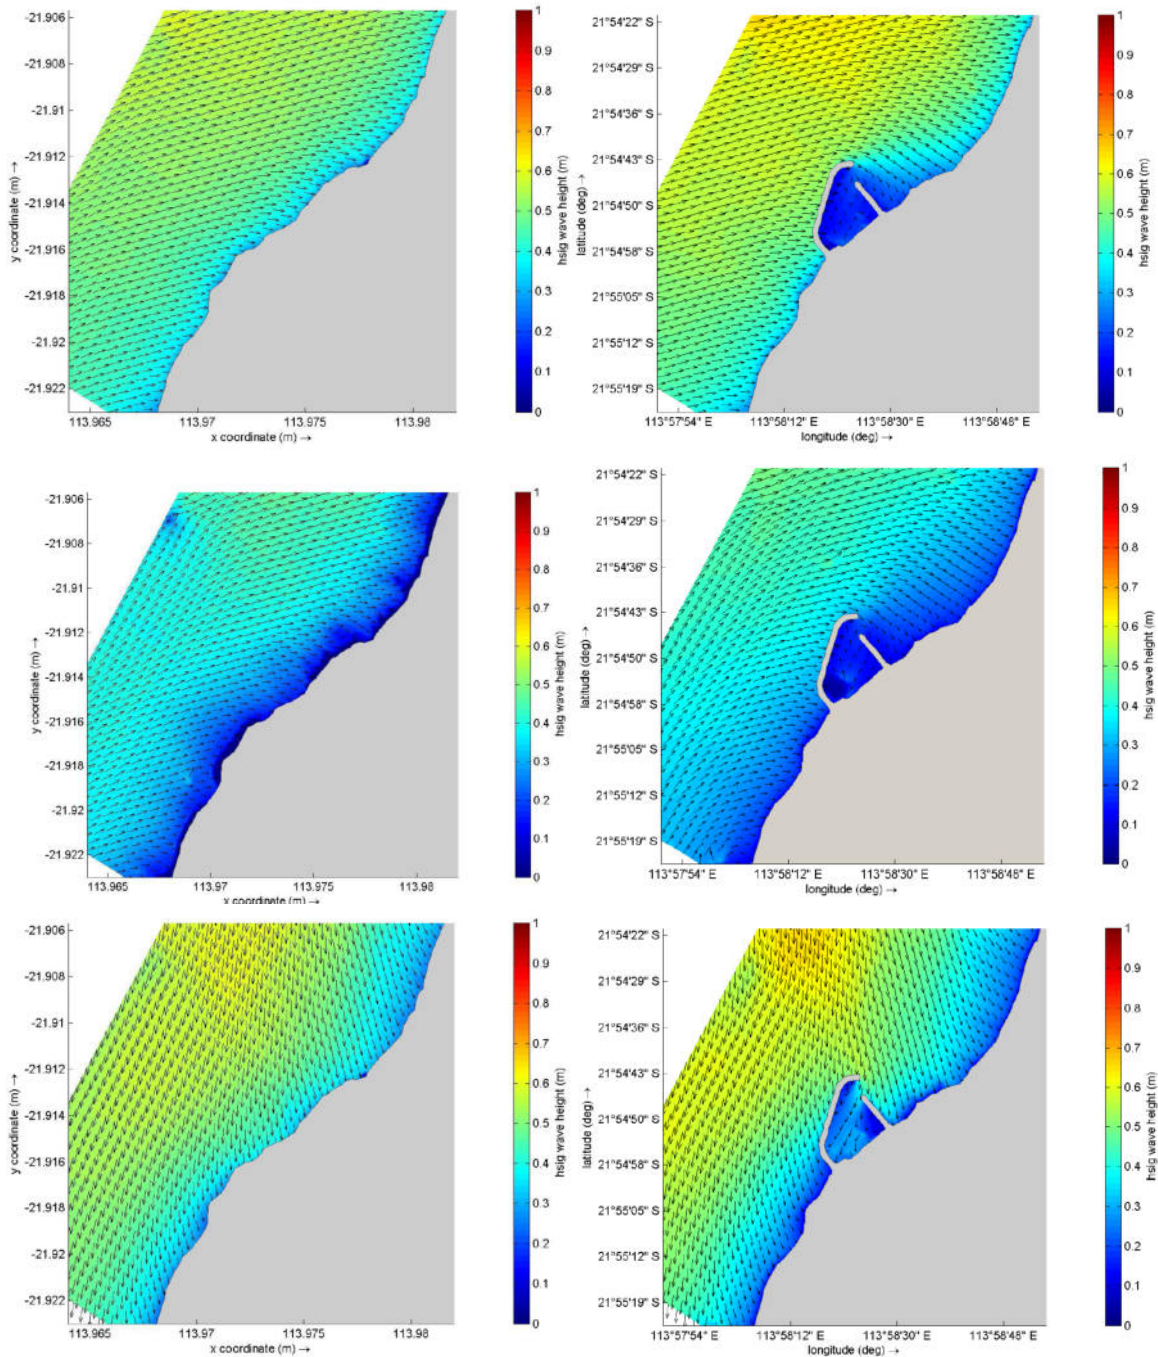 -21.906
-21.908
-21.91
-21.912
-21.914
-21.916
-21.918
-21.92
-21.922
y coordinate (m) →
113.965
113.97
113.975
113.98
x coordinate (m) →
1
0.9
0.8
0.7
0.6
0.5
0.4
0.3
0.2
0.1
0
hsig wave height (m)
21°54'22" S
21°54'29" S
21°54'36" S
21°54'43" S
21°54'50" S
21°54'58" S
21°55'05" S
21°55'12" S
21°55'19" S
latitude (deg) →
113°57'54" E
113°58'12" E
113°58'30" E
113°58'48" E
longitude (deg) →
1
0.9
0.8
0.7
0.6
0.5
0.4
0.3
0.2
0.1
0
hsig wave height (m)
-21.906
-21.908
-21.91
-21.912
-21.914
-21.916
-21.918
-21.92
-21.922
y coordinate (m) →
113.965
113.97
113.975
113.98
x coordinate (m) →
1
0.9
0.8
0.7
0.6
0.5
0.4
0.3
0.2
0.1
0
hsig wave height (m)
21°54'22" S
21°54'29" S
21°54'36" S
21°54'43" S
21°54'50" S
21°54'58" S
21°55'05" S
21°55'12" S
21°55'19" S
latitude (deg) →
113°57'54" E
113°58'12" E
113°58'30" E
113°58'48" E
longitude (deg) →
1
0.9
0.8
0.7
0.6
0.5
0.4
0.3
0.2
0.1
0
hsig wave height (m)
-21.906
-21.908
-21.91
-21.912
-21.914
-21.916
-21.918
-21.92
-21.922
y coordinate (m) →
113.965
113.97
113.975
113.98
x coordinate (m) →
1
0.9
0.8
0.7
0.6
0.5
0.4
0.3
0.2
0.1
0
hsig wave height (m)
21°54'22" S
21°54'29" S
21°54'36" S
21°54'43" S
21°54'50" S
21°54'58" S
21°55'05" S
21°55'12" S
21°55'19" S
latitude (deg) →
113°57'54" E
113°58'12" E
113°58'30" E
113°58'48" E
longitude (deg) →
1
0.9
0.8
0.7
0.6
0.5
0.4
0.3
0.2
0.1
0
hsig wave height (m)